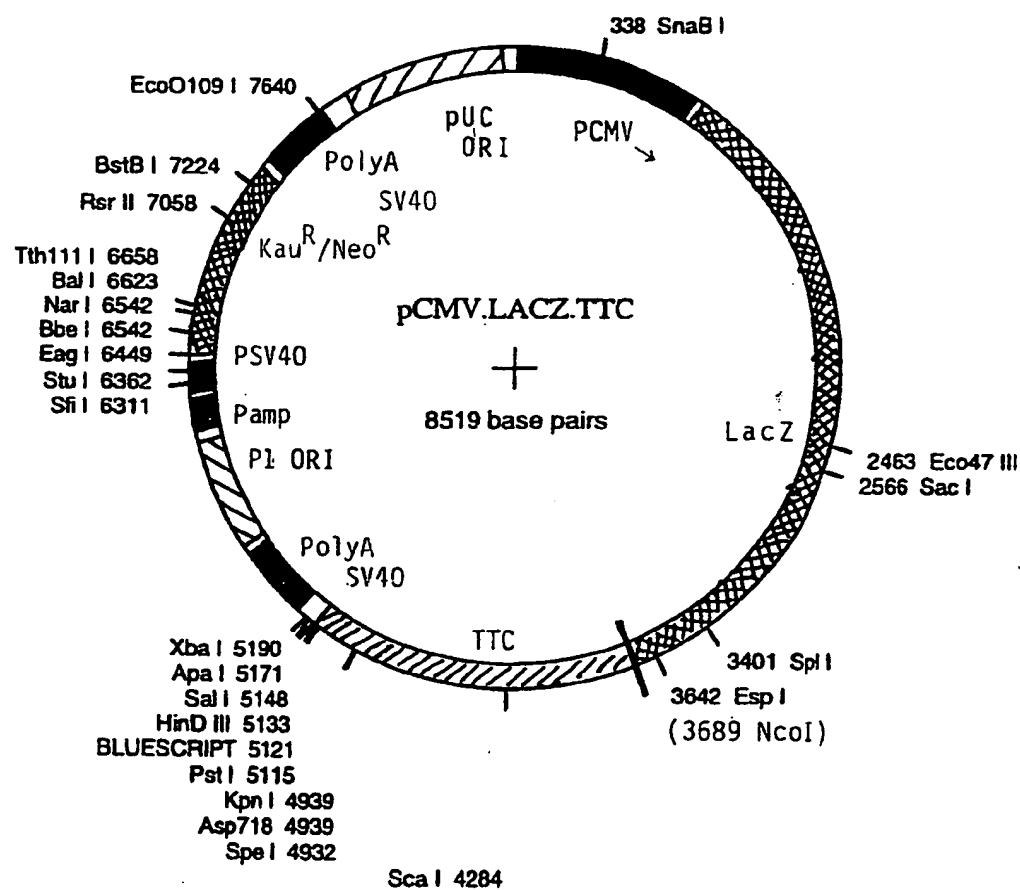 338 SnaB I
EcoO109 I 7640
pUC
ORI
PCMV
BstB I 7224
PolyA
SV40
Rsr II 7058
Kau^R/Neo^R
Tth111 I 6658
Bal I 6623
Nar I 6542
Bbe I 6542
Eag I 6449
Stu I 6362
Sfi I 6311
pCMV.LACZ.TTC
PSV40
8519 base pairs
Pamp
P1 ORI
LacZ
2463 Eco47 III
2566 Sac I
PolyA
SV40
TTC
3401 Spl I
3642 Esp I
(3689 NcoI)
Xba I 5190
Apa I 5171
Sal I 5148
HinD III 5133
BLUESCRIPT 5121
Pst I 5115
Kpn I 4939
Asp718 4939
Spe I 4932
Sca I 4284